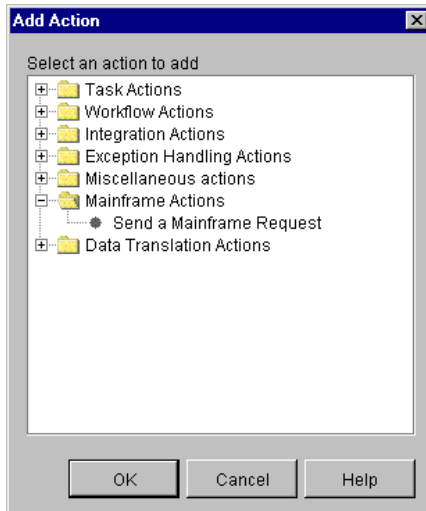 Add Action
Select an action to add
Task Actions
Workflow Actions
Integration Actions
Exception Handling Actions
Miscellaneous actions
Mainframe Actions
Send a Mainframe Request
Data Translation Actions
OK Cancel Help